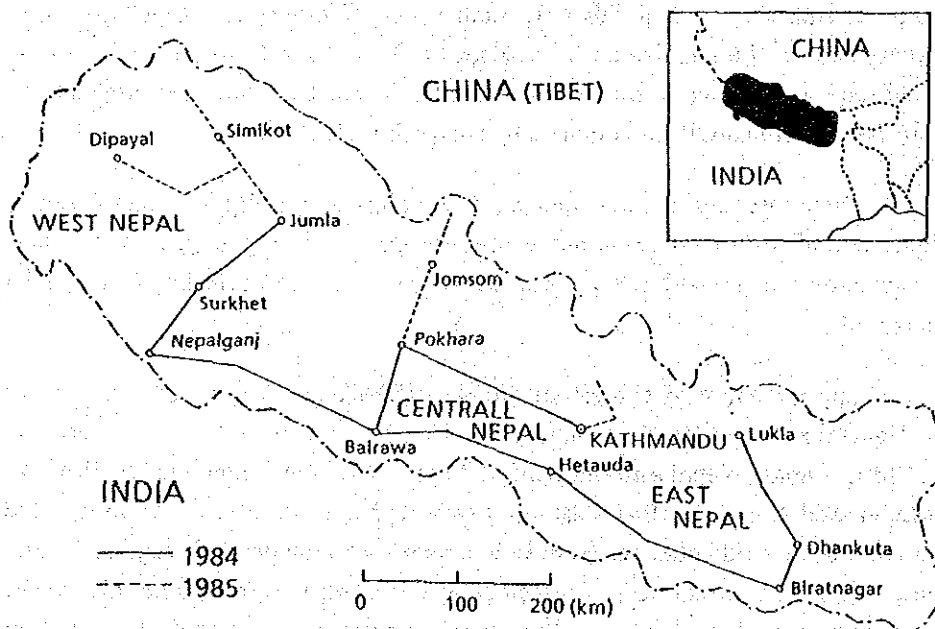 CHINA
INDIA
CHINA (TIBET)
Simikot
Dipayal
WEST NEPAL
Jumla
Jomsom
Surkhet
Nepalganj
Pokhara
CENTRALL
NEPAL
KATHMANDU
Lukla
Bairawa
Hetauda
INDIA
EAST
NEPAL
1984
Dhankuta
1985
Biratnagar
0 100 200 (km)